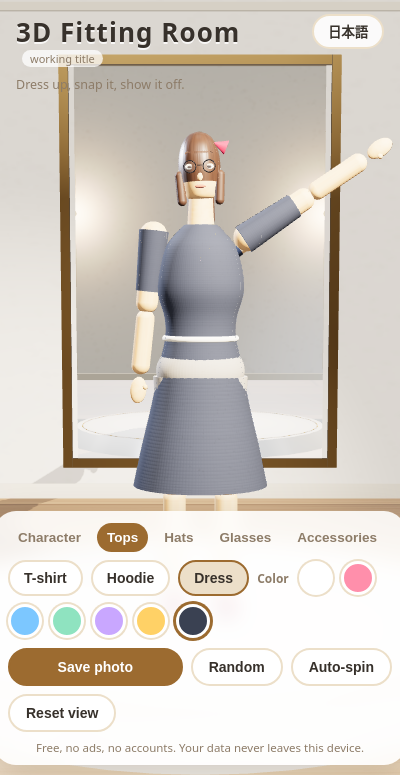 3D Fitting Room
日本語
working title
Dress up, snap it, show it off.
Character Tops Hats Glasses Accessories
T-shirt Hoodie Dress Color
Save photo Random Auto-spin
Reset view
Free, no ads, no accounts. Your data never leaves this device.